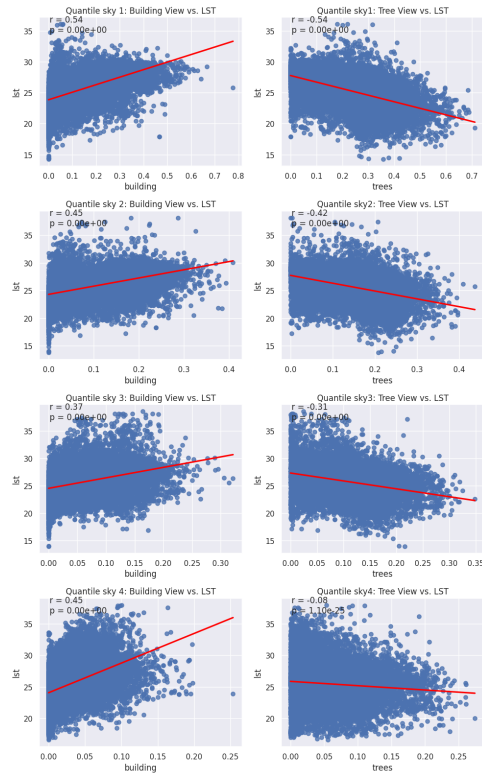 Quantile sky 1: Building View vs. LST
r = 0.54
p = 0.00e+00
35
30
25
20
15
lst
0.0 0.1 0.2 0.3 0.4 0.5 0.6 0.7 0.8
building
Quantile sky1: Tree View vs. LST
r = -0.54
p = 0.00e+00
35
30
25
20
15
lst
0.0 0.1 0.2 0.3 0.4 0.5 0.6 0.7
trees
Quantile sky 2: Building View vs. LST
r = 0.45
p = 0.00e+00
35
30
25
20
15
lst
0.0 0.1 0.2 0.3 0.4
building
Quantile sky2: Tree View vs. LST
r = -0.42
p = 0.00e+00
35
30
25
20
15
lst
0.0 0.1 0.2 0.3 0.4
trees
Quantile sky 3: Building View vs. LST
r = 0.37
p = 0.00e+00
35
30
25
20
15
lst
0.00 0.05 0.10 0.15 0.20 0.25 0.30
building
Quantile sky3: Tree View vs. LST
r = -0.31
p = 0.00e+00
35
30
25
20
15
lst
0.00 0.05 0.10 0.15 0.20 0.25 0.30 0.35
trees
Quantile sky 4: Building View vs. LST
r = 0.45
p = 0.00e+00
35
30
25
20
lst
0.00 0.05 0.10 0.15 0.20 0.25
building
Quantile sky4: Tree View vs. LST
r = -0.08
p = 1.10e-25
35
30
25
20
lst
0.00 0.05 0.10 0.15 0.20 0.25
trees